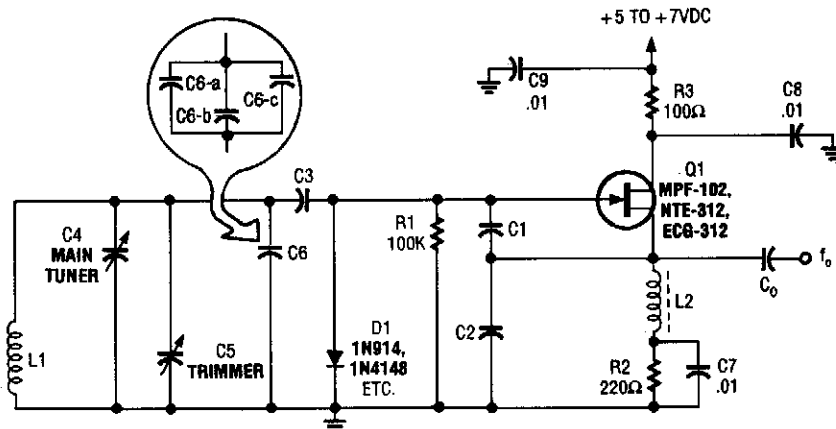 +5 TO +7VDC
C6-a
C6-c
C6-b
C9
.01
R3
100Ω
C8
.01
C3
Q1
MPF-102,
NTE-312,
ECG-312
C4
MAIN
TUNER
C6
R1
100K
C1
fo
Co
L2
L1
C5
TRIMMER
D1
1N914,
1N4148
ETC.
C2
R2
220Ω
C7
.01